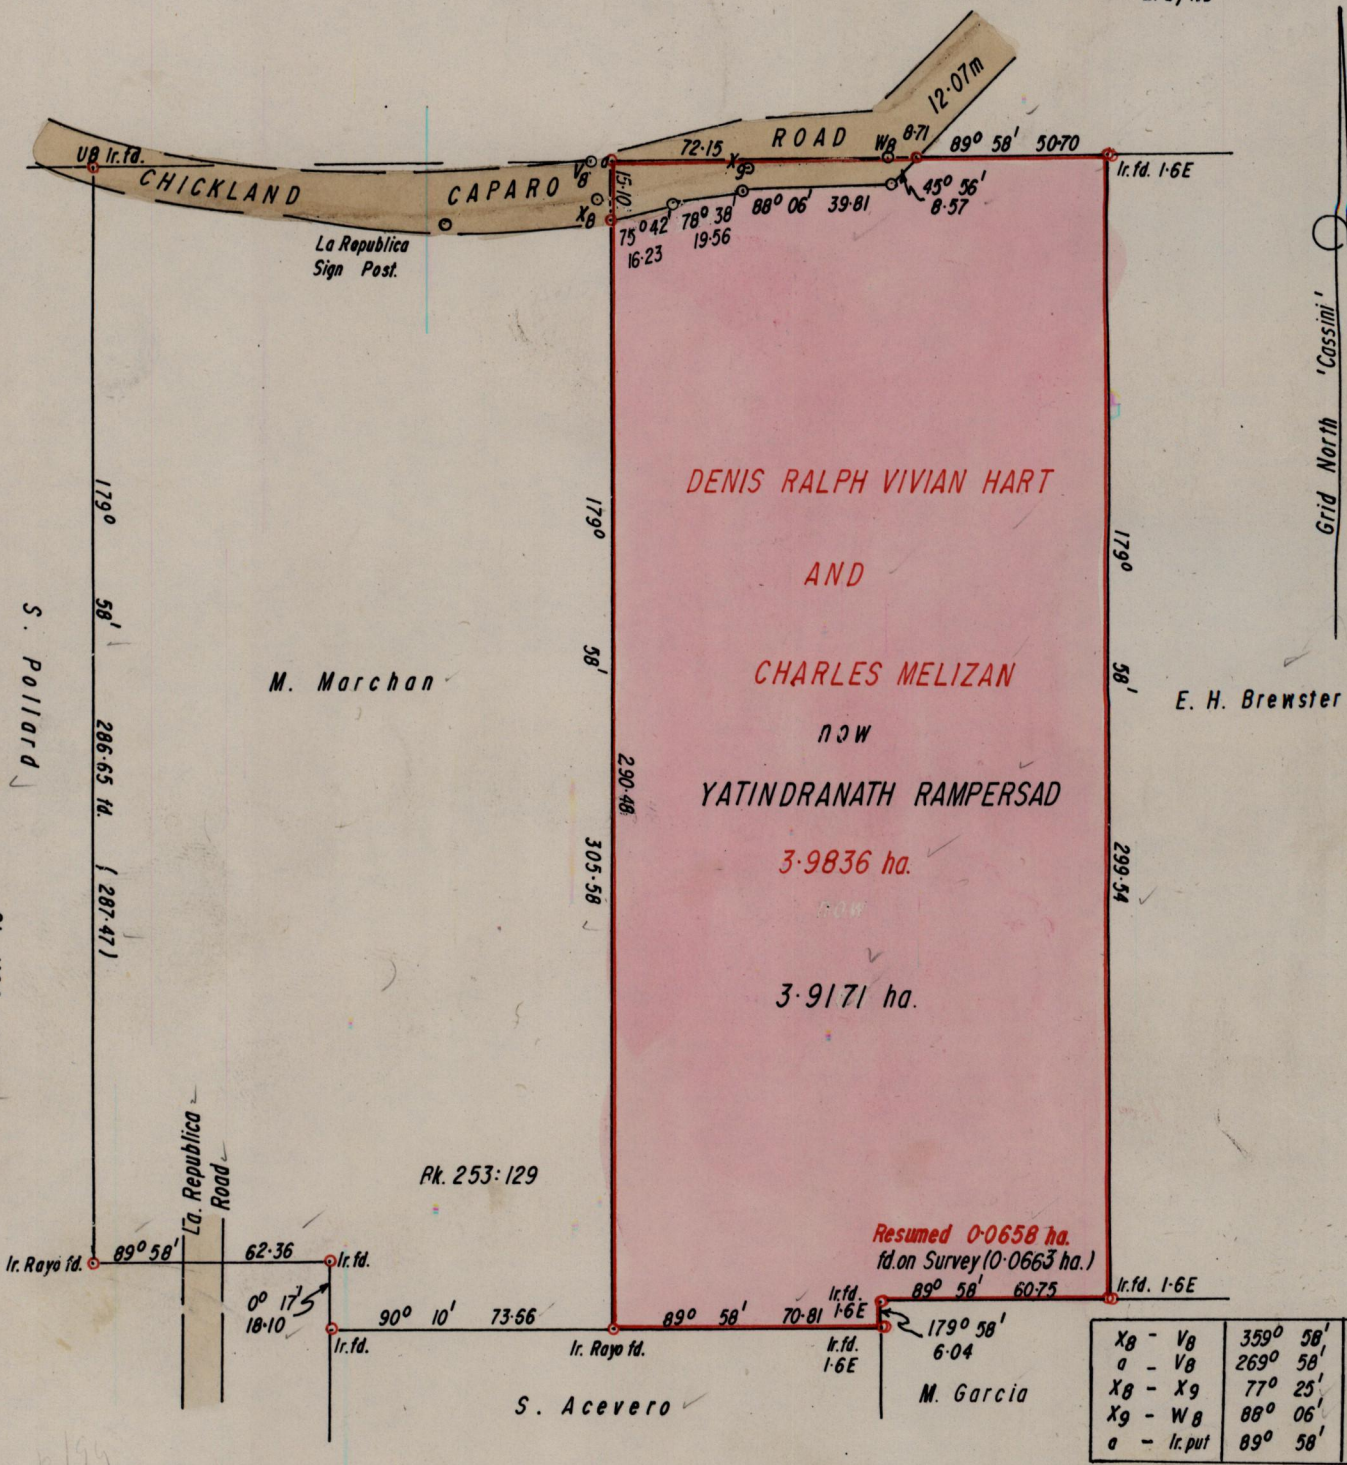 12·07m
U8 Ir.fd.
CHICKLAND CAPARO ROAD
V8
a
72·15
X9
W8
8·71
89° 58' 50·70
Ir.fd. 1·6E
15·10
X8
75° 42'
16·23
78° 38'
19·56
88° 06' 39·81
45° 56'
8·57
La Republica
Sign Post.
Grid North 'Cassini'
S. Pollard
179° 58' 286·65 fd. (287·47)
M. Marchan
179° 58' 305·58
290·48
DENIS RALPH VIVIAN HART
AND
CHARLES MELIZAN
now
YATINDRANATH RAMPERSAD
3·9836 ha.
now
3·9171 ha.
179° 58' 299·54
E. H. Brewster
La. Republica
Road
Rk. 253:129
Resumed 0·0658 ha.
fd.on Survey (0·0663 ha.)
Ir. Rayo fd.
89° 58' 62·36
Ir.fd.
0° 17'
18·10
90° 10' 73·56
Ir.fd.
Ir. Rayo fd.
89° 58' 70·81
Ir.fd.
1·6E
89° 58' 60·75
Ir.fd. 1·6E
Ir.fd.
1·6E
179° 58'
6·04
S. Acevero
M. Garcia
X8 - V8 359° 58'
a - V8 269° 58'
X8 - X9 77° 25'
X9 - W8 88° 06'
a - Ir.put 89° 58'